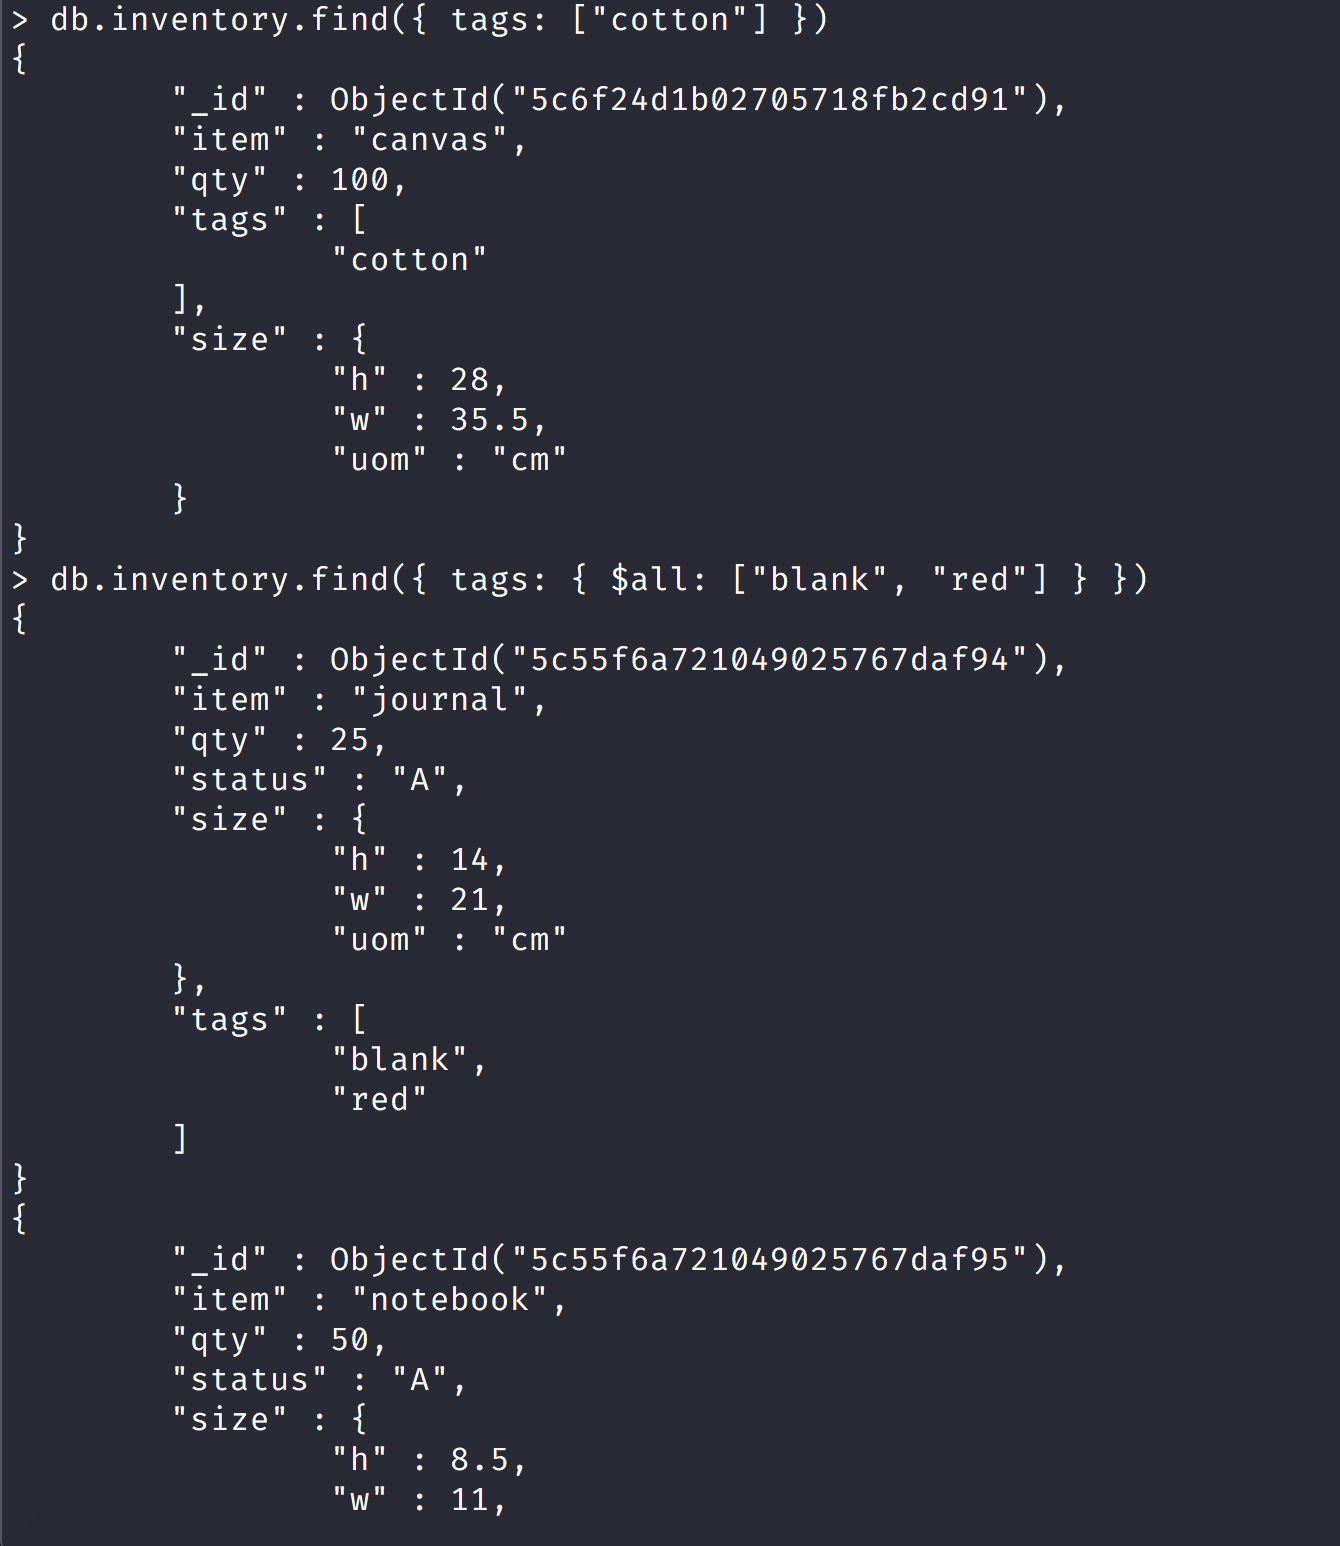 > db.inventory.find({ tags: ["cotton"] })
{
        "_id" : ObjectId("5c6f24d1b02705718fb2cd91"),
        "item" : "canvas",
        "qty" : 100,
        "tags" : [
                "cotton"
        ],
        "size" : {
                "h" : 28,
                "w" : 35.5,
                "uom" : "cm"
        }
}
> db.inventory.find({ tags: { $all: ["blank", "red"] } })
{
        "_id" : ObjectId("5c55f6a721049025767daf94"),
        "item" : "journal",
        "qty" : 25,
        "status" : "A",
        "size" : {
                "h" : 14,
                "w" : 21,
                "uom" : "cm"
        },
        "tags" : [
                "blank",
                "red"
        ]
}
{
        "_id" : ObjectId("5c55f6a721049025767daf95"),
        "item" : "notebook",
        "qty" : 50,
        "status" : "A",
        "size" : {
                "h" : 8.5,
                "w" : 11,